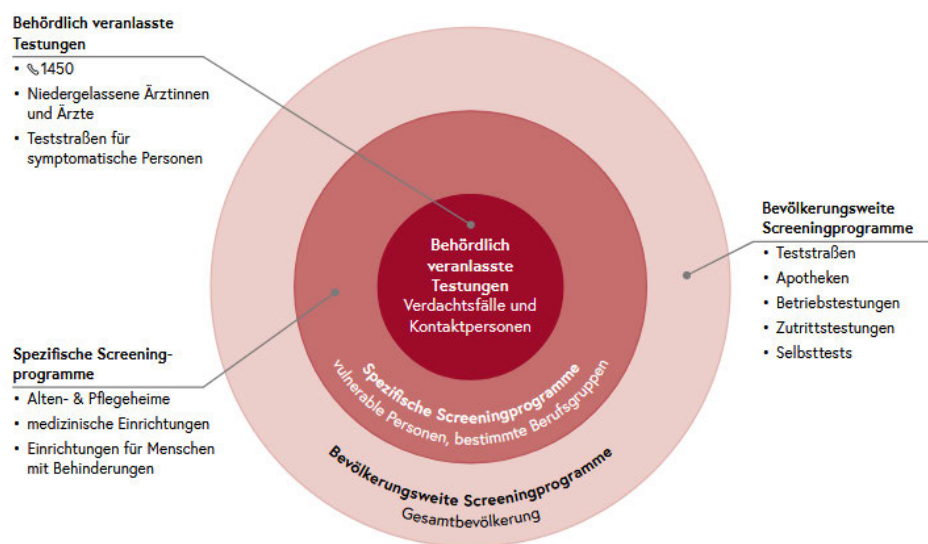 Behördlich veranlasste
Testungen
• 📞1450
• Niedergelassene Ärztinnen
und Ärzte
• Teststraßen für
symptomatische Personen
Spezifische Screening-
programme
• Alten- & Pflegeheime
• medizinische Einrichtungen
• Einrichtungen für Menschen
mit Behinderungen
Behördlich
veranlasste
Testungen
Verdachtsfälle und
Kontaktpersonen
Spezifische Screeningprogramme
vulnerable Personen, bestimmte Berufsgruppen
Bevölkerungsweite Screeningprogramme
Gesamtbevölkerung
Bevölkerungsweite
Screeningprogramme
• Teststraßen
• Apotheken
• Betriebstestungen
• Zutrittstestungen
• Selbsttests